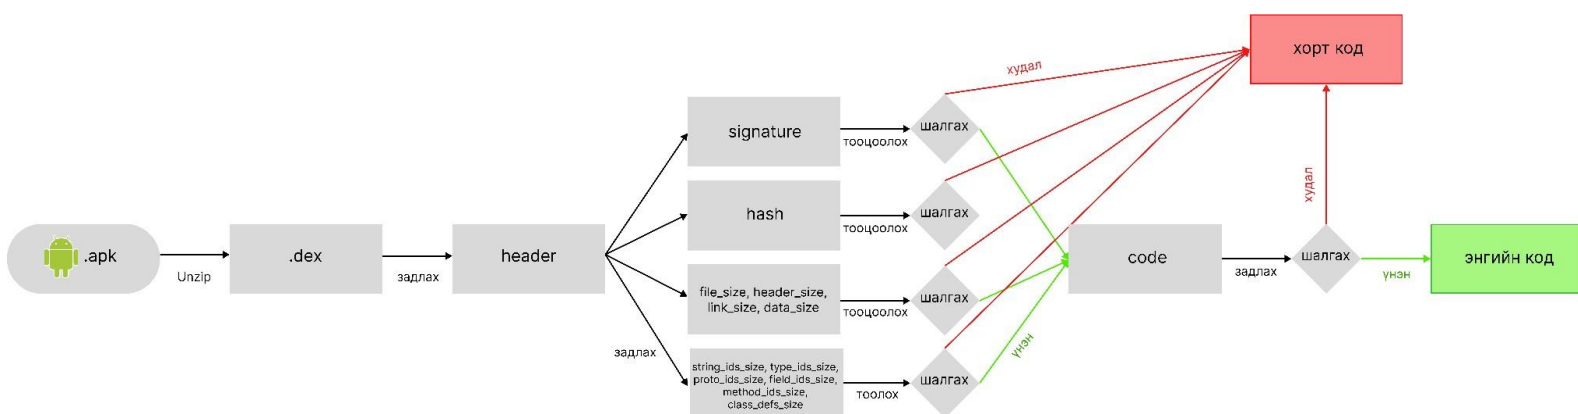 .apk
Unzip
.dex
задлах
header
задлах
signature
тооцоолох
шалгах
hash
тооцоолох
шалгах
file_size, header_size,
link_size, data_size
тооцоолох
шалгах
string_ids_size, type_ids_size,
proto_ids_size, field_ids_size,
method_ids_size,
class_defs_size
тоолох
шалгах
худал
үнэн
code
задлах
шалгах
худал
хорт код
үнэн
энгийн код